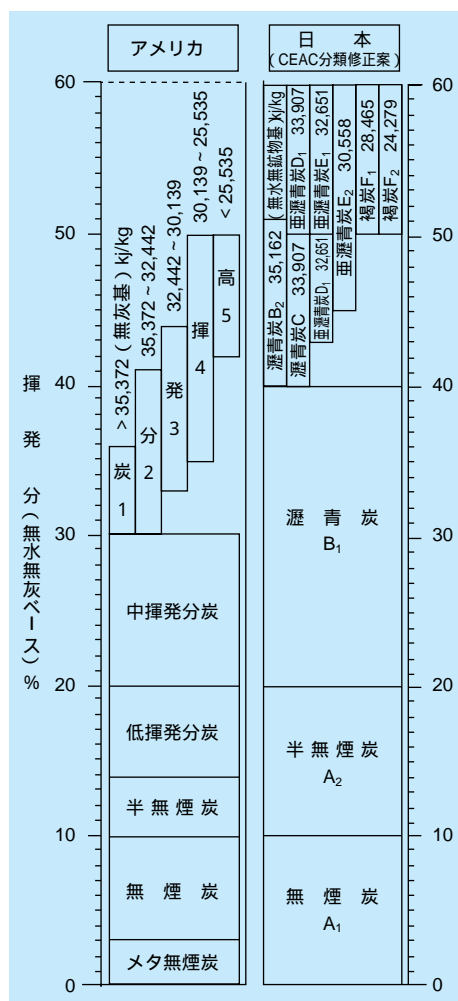 アメリカ
日本
(CEAC分類修正案)
60
50
40
30
20
10
0
揮発分(無水無灰ベース)%
>35,372(無灰基)kj/kg
35,372~32,442
32,442~30,139
30,139~25,535
<25,535
炭1
分2
発3
揮4
高5
中揮発分炭
低揮発分炭
半無煙炭
無煙炭
メタ無煙炭
(無水無鉱物基)kj/kg
瀝青炭B2 35,162
亜瀝青炭D1 33,907
瀝青炭C 33,907
亜瀝青炭E1 32,651
亜瀝青炭D1 32,651
亜瀝青炭E2 30,558
褐炭F1 28,465
褐炭F2 24,279
瀝青炭
B1
半無煙炭
A2
無煙炭
A1
60
50
40
30
20
10
0